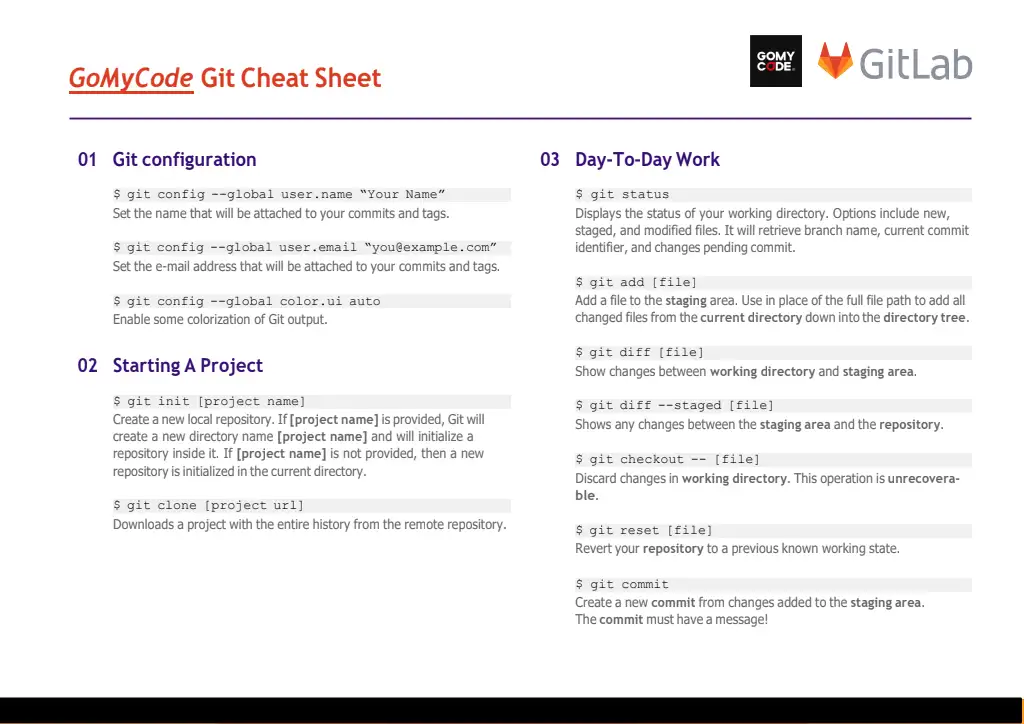 GoMyCode Git Cheat Sheet
GOMY
CODE
GitLab
01 Git configuration
$ git config --global user.name “Your Name”
Set the name that will be attached to your commits and tags.
$ git config --global user.email “you@example.com”
Set the e-mail address that will be attached to your commits and tags.
$ git config --global color.ui auto
Enable some colorization of Git output.
02 Starting A Project
$ git init [project name]
Create a new local repository. If [project name] is provided, Git will
create a new directory name [project name] and will initialize a
repository inside it. If [project name] is not provided, then a new
repository is initialized in the current directory.
$ git clone [project url]
Downloads a project with the entire history from the remote repository.
03 Day-To-Day Work
$ git status
Displays the status of your working directory. Options include new,
staged, and modified files. It will retrieve branch name, current commit
identifier, and changes pending commit.
$ git add [file]
Add a file to the staging area. Use in place of the full file path to add all
changed files from the current directory down into the directory tree.
$ git diff [file]
Show changes between working directory and staging area.
$ git diff --staged [file]
Shows any changes between the staging area and the repository.
$ git checkout -- [file]
Discard changes in working directory. This operation is unrecovera-
ble.
$ git reset [file]
Revert your repository to a previous known working state.
$ git commit
Create a new commit from changes added to the staging area.
The commit must have a message!